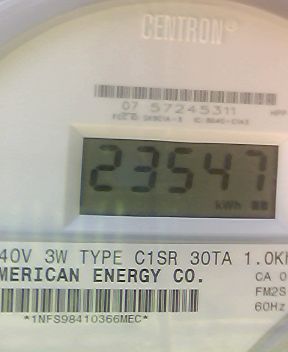 CENTRON®
07 57245311
23547
kWh
40V 3W TYPE C1SR 30TA 1.0K
MERICAN ENERGY CO.
CA 0
FM2S
60Hz
*1NFS98410366MEC*